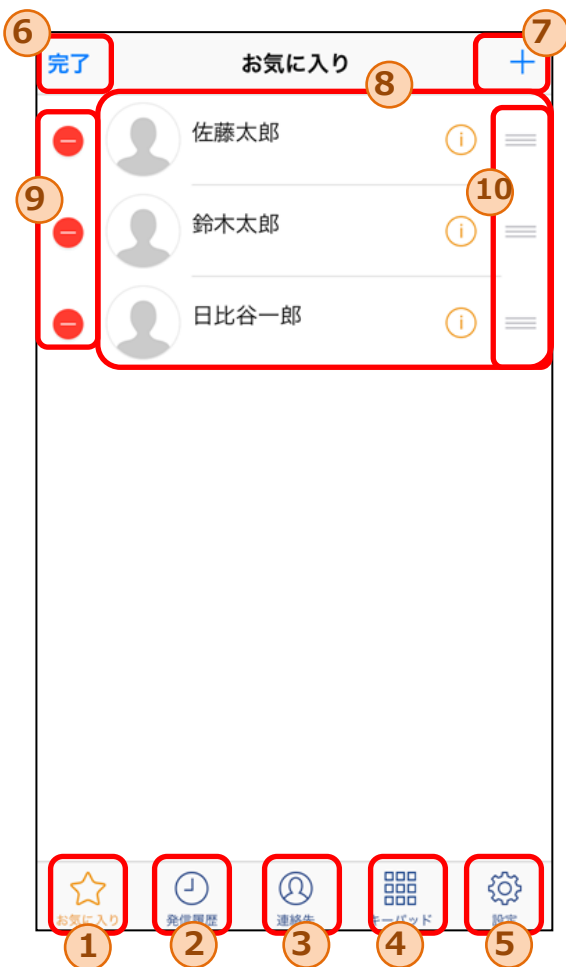 6
7
完了
お気に入り
8
佐藤太郎
9
10
鈴木太郎
日比谷一郎
お気に入り
発信履歴
連絡先
キーパッド
設定
1
2
3
4
5